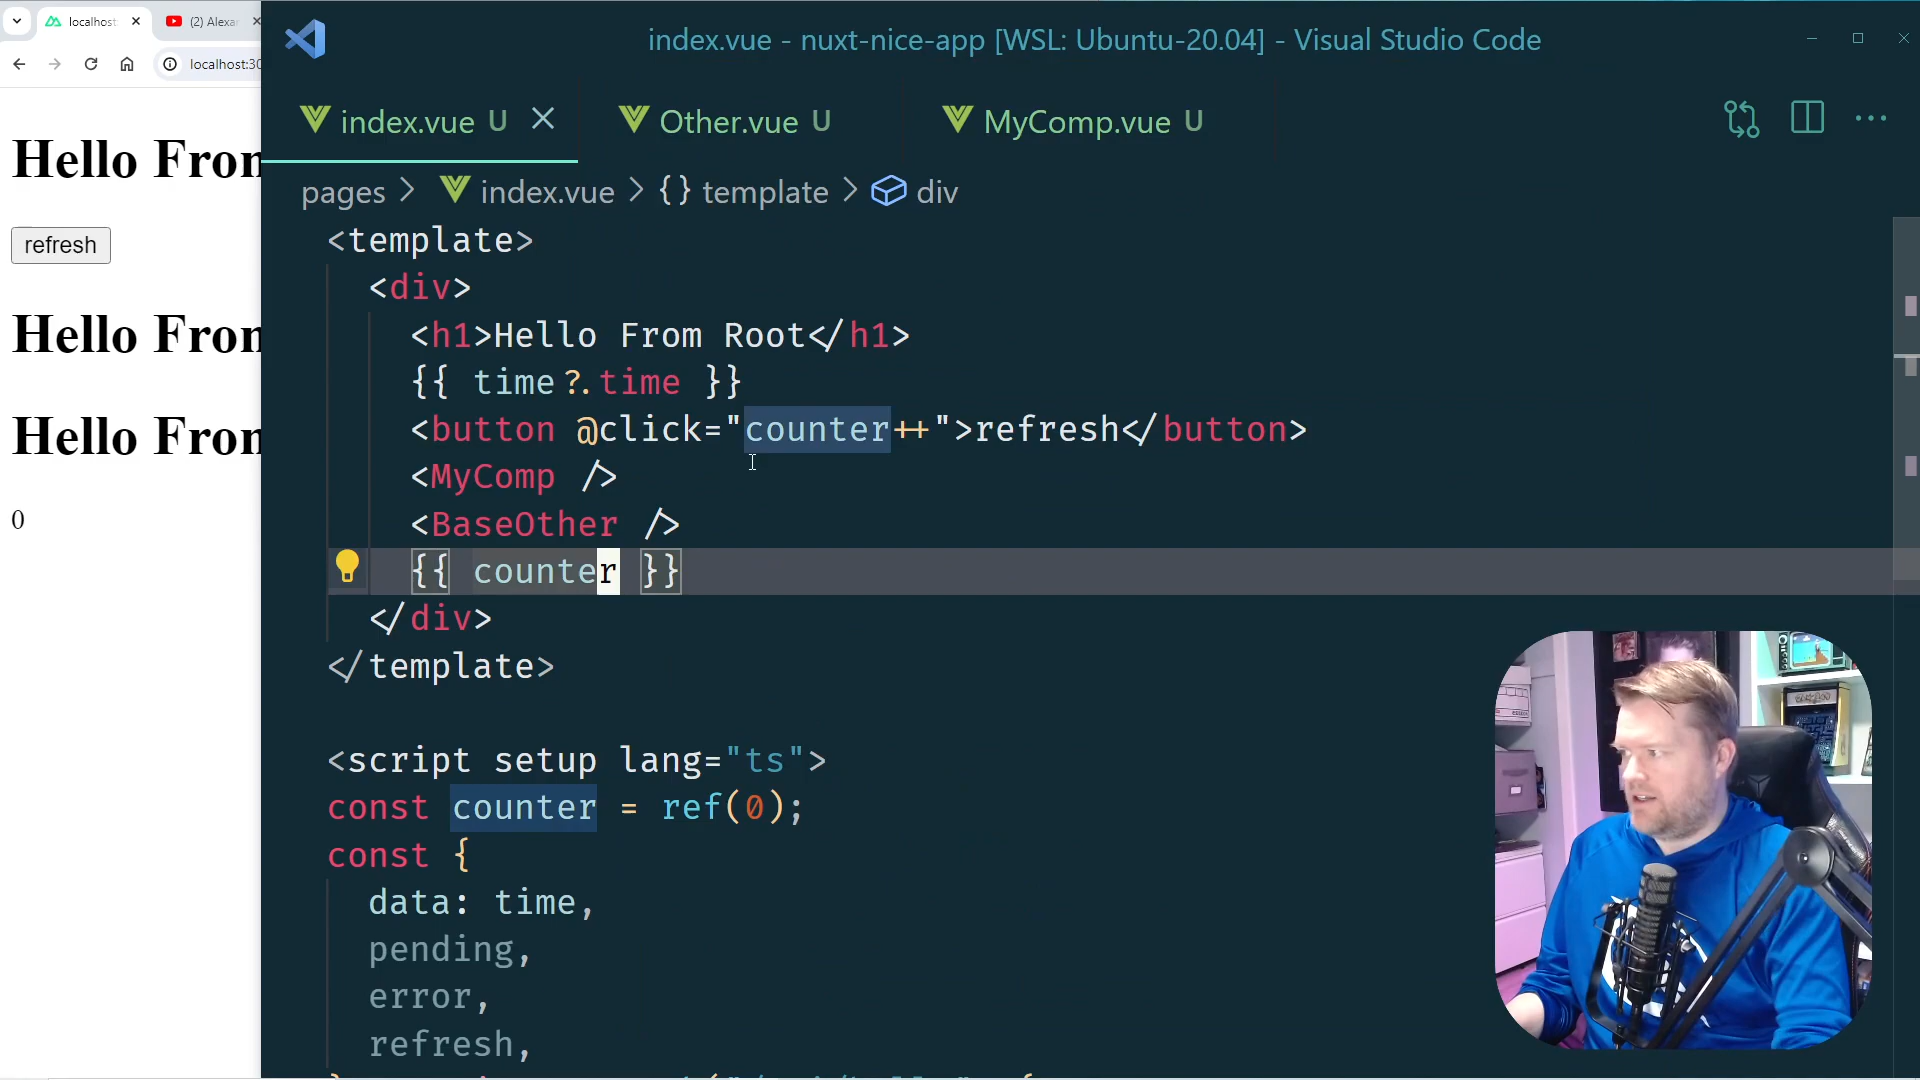 localhost:
(2) Alexa
localhost:30
Hello From
refresh
Hello From
Hello From
0
index.vue - nuxt-nice-app [WSL: Ubuntu-20.04] - Visual Studio Code
index.vue U
Other.vue U
MyComp.vue U
pages > index.vue > {} template > div
<template>
<div>
<h1>Hello From Root</h1>
{{ time?.time }}
<button @click="counter++">refresh</button>
<MyComp />
<BaseOther />
{{ counter }}
</div>
</template>
<script setup lang="ts">
const counter = ref(0);
const {
data: time,
pending,
error,
refresh,